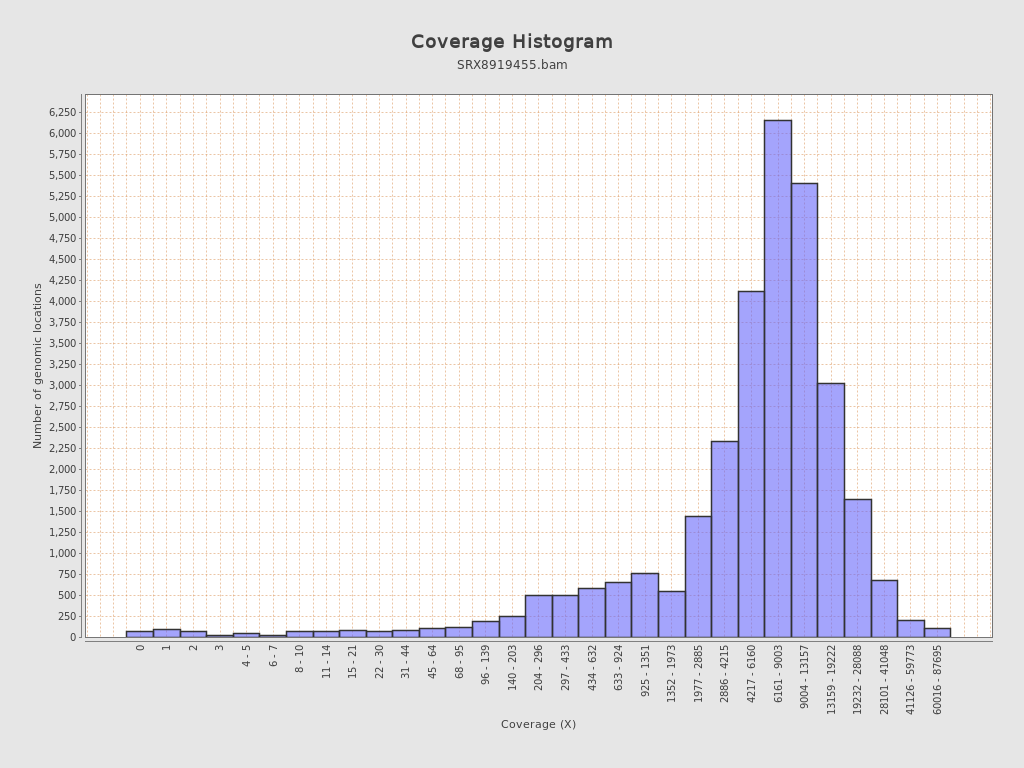 Coverage Histogram
SRX8919455.bam
Number of genomic locations
6,250
6,000
5,750
5,500
5,250
5,000
4,750
4,500
4,250
4,000
3,750
3,500
3,250
3,000
2,750
2,500
2,250
2,000
1,750
1,500
1,250
1,000
750
500
250
0
0
1
2
3
4 - 5
6 - 7
8 - 10
11 - 14
15 - 21
22 - 30
31 - 44
45 - 64
68 - 95
96 - 139
140 - 203
204 - 296
297 - 433
434 - 632
633 - 924
925 - 1351
1352 - 1973
1977 - 2885
2886 - 4215
4217 - 6160
6161 - 9003
9004 - 13157
13159 - 19222
19232 - 28088
28101 - 41048
41126 - 59773
60016 - 87695
Coverage (X)